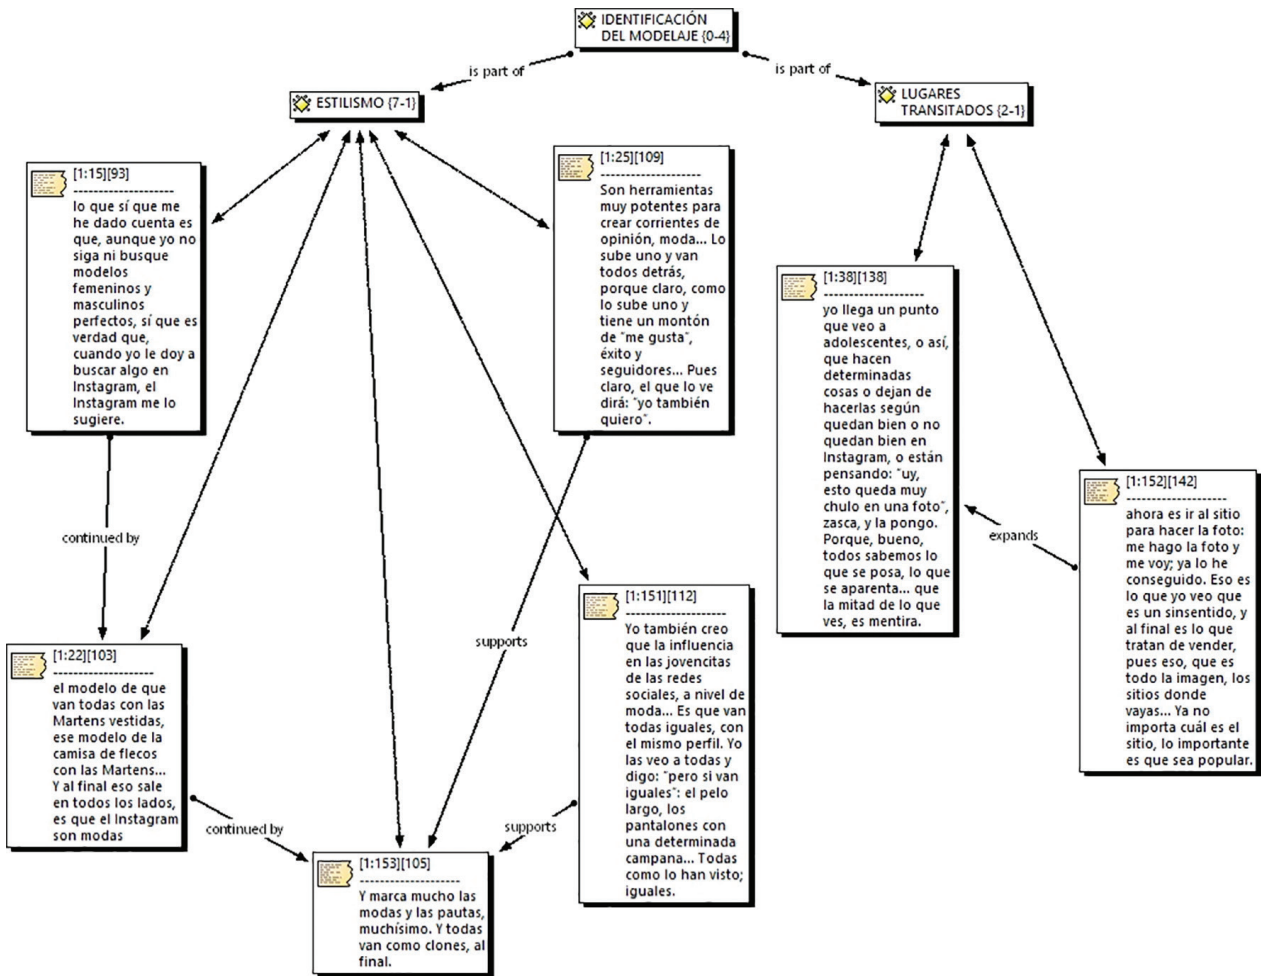 IDENTIFICACIÓN
DEL MODELAJE {0-4}
is part of
is part of
ESTILISMO {7-1}
LUGARES
TRANSITADOS {2-1}
[1:15][93]
---------------------
lo que sí que me
he dado cuenta es
que, aunque yo no
siga ni busque
modelos
femeninos y
masculinos
perfectos, sí que es
verdad que,
cuando yo le doy a
buscar algo en
Instagram, el
Instagram me lo
sugiere.
[1:25][109]
---------------------
Son herramientas
muy potentes para
crear corrientes de
opinión, moda... Lo
sube uno y van
todos detrás,
porque claro, como
lo sube uno y
tiene un montón
de "me gusta",
éxito y
seguidores... Pues
claro, el que lo ve
dirá: "yo también
quiero".
[1:38][138]
---------------------
yo llega un punto
que veo a
adolescentes, o así,
que hacen
determinadas
cosas o dejan de
hacerlas según
quedan bien o no
quedan bien en
Instagram, o están
pensando: "uy,
esto queda muy
chulo en una foto",
zasca, y la pongo.
Porque, bueno,
todos sabemos lo
que se posa, lo que
se aparenta... que
la mitad de lo que
ves, es mentira.
[1:152][142]
---------------------
ahora es ir al sitio
para hacer la foto:
me hago la foto y
me voy; ya lo he
conseguido. Eso es
lo que yo veo que
es un sinsentido, y
al final es lo que
tratan de vender,
pues eso, que es
todo la imagen, los
sitios donde
vayas... Ya no
importa cuál es el
sitio, lo importante
es que sea popular.
continued by
expands
supports
[1:22][103]
---------------------
el modelo de que
van todas con las
Martens vestidas,
ese modelo de la
camisa de flecos
con las Martens...
Y al final eso sale
en todos los lados,
es que el Instagram
son modas
[1:151][112]
---------------------
Yo también creo
que la influencia
en las jovencitas
de las redes
sociales, a nivel de
moda... Es que van
todas iguales, con
el mismo perfil. Yo
las veo a todas y
digo: "pero si van
iguales": el pelo
largo, los
pantalones con
una determinada
campana... Todas
como lo han visto;
iguales.
continued by
supports
[1:153][105]
---------------------
Y marca mucho las
modas y las pautas,
muchísimo. Y todas
van como clones, al
final.